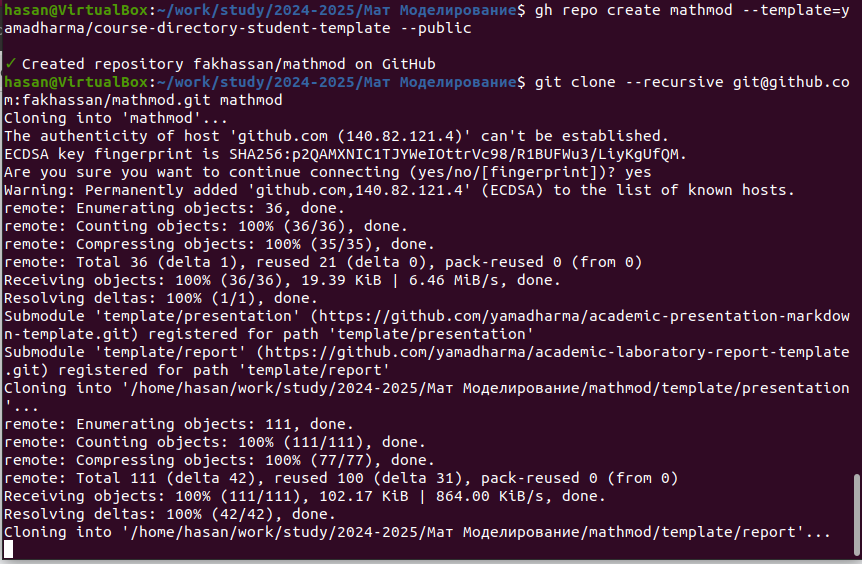 hasan@VirtualBox:~/work/study/2024-2025/Мат Моделирование$ gh repo create mathmod --template=y
amadharma/course-directory-student-template --public
✓ Created repository fakhassan/mathmod on GitHub
hasan@VirtualBox:~/work/study/2024-2025/Мат Моделирование$ git clone --recursive git@github.co
m:fakhassan/mathmod.git mathmod
Cloning into 'mathmod'...
The authenticity of host 'github.com (140.82.121.4)' can't be established.
ECDSA key fingerprint is SHA256:p2QAMXNIC1TJYWeIOttrVc98/R1BUFWu3/LiyKgUfQM.
Are you sure you want to continue connecting (yes/no/[fingerprint])? yes
Warning: Permanently added 'github.com,140.82.121.4' (ECDSA) to the list of known hosts.
remote: Enumerating objects: 36, done.
remote: Counting objects: 100% (36/36), done.
remote: Compressing objects: 100% (35/35), done.
remote: Total 36 (delta 1), reused 21 (delta 0), pack-reused 0 (from 0)
Receiving objects: 100% (36/36), 19.39 KiB | 6.46 MiB/s, done.
Resolving deltas: 100% (1/1), done.
Submodule 'template/presentation' (https://github.com/yamadharma/academic-presentation-markdow
n-template.git) registered for path 'template/presentation'
Submodule 'template/report' (https://github.com/yamadharma/academic-laboratory-report-template
.git) registered for path 'template/report'
Cloning into '/home/hasan/work/study/2024-2025/Мат Моделирование/mathmod/template/presentation
'...
remote: Enumerating objects: 111, done.
remote: Counting objects: 100% (111/111), done.
remote: Compressing objects: 100% (77/77), done.
remote: Total 111 (delta 42), reused 100 (delta 31), pack-reused 0 (from 0)
Receiving objects: 100% (111/111), 102.17 KiB | 864.00 KiB/s, done.
Resolving deltas: 100% (42/42), done.
Cloning into '/home/hasan/work/study/2024-2025/Мат Моделирование/mathmod/template/report'...